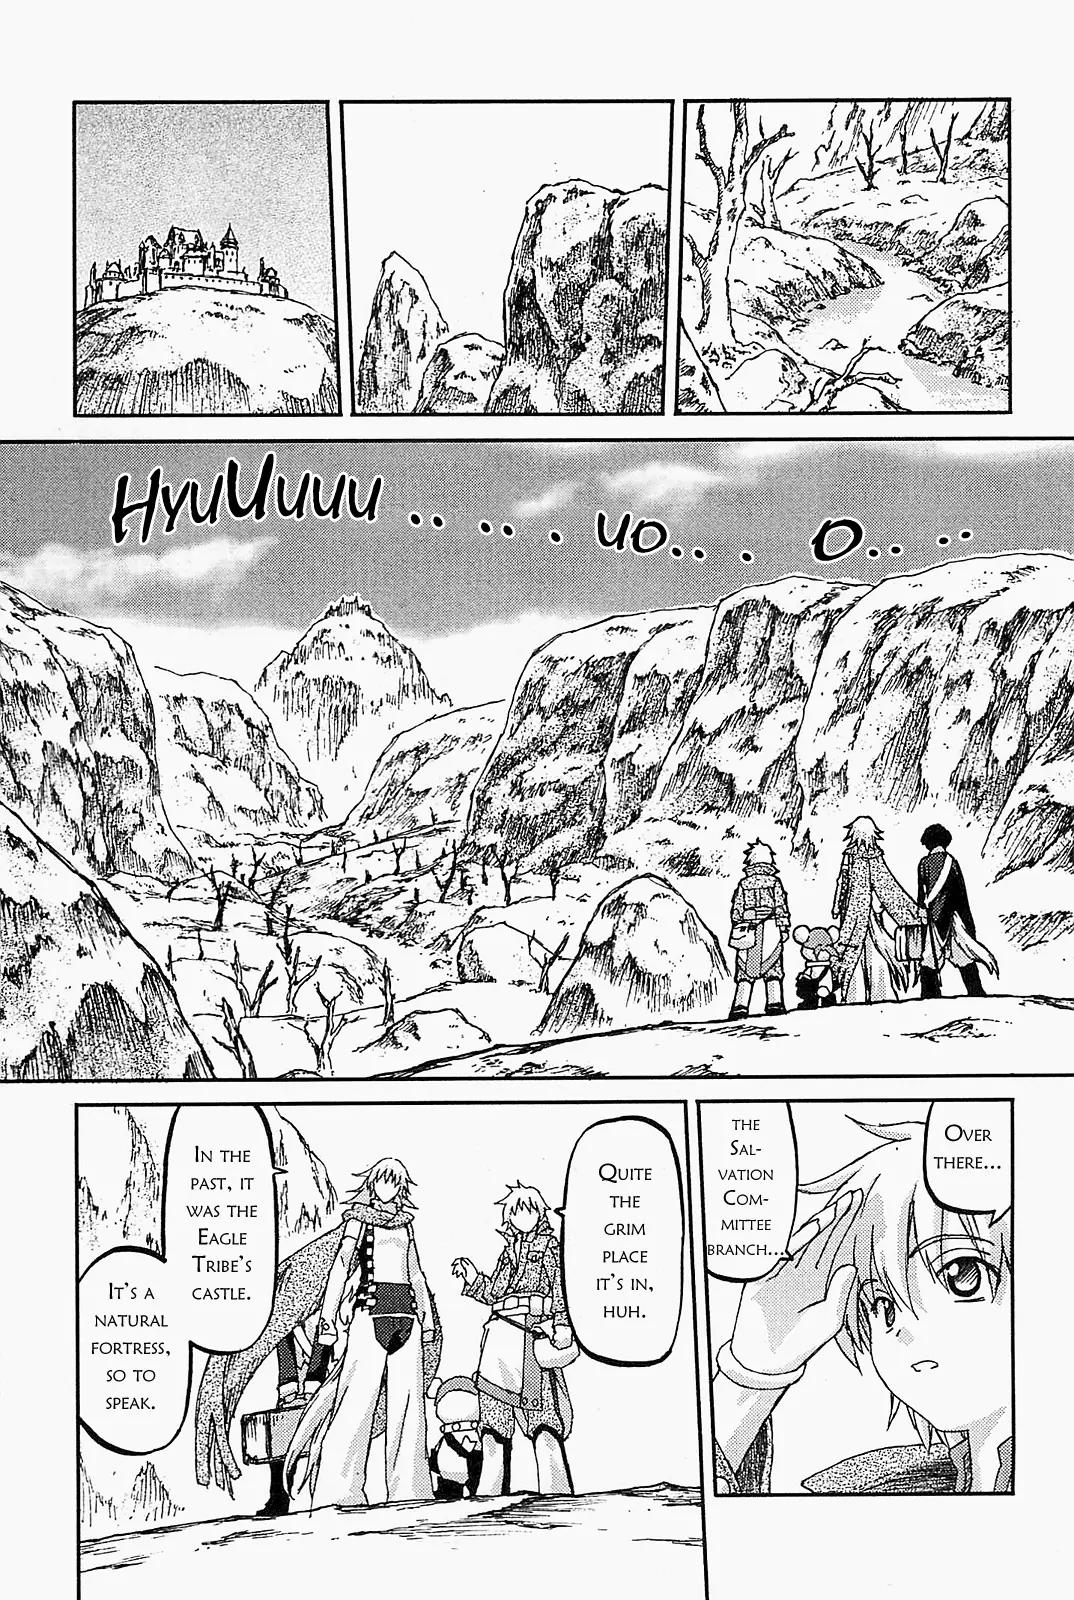 HYUUUUUU . . . . . UO . . . O . . . .
OVER
THERE...
THE
SAL-
VATION
COM-
MITTEE
BRANCH...
QUITE
THE
GRIM
PLACE
IT'S IN,
HUH.
IN THE
PAST, IT
WAS THE
EAGLE
TRIBE'S
CASTLE.
IT'S A
NATURAL
FORTRESS,
SO TO
SPEAK.